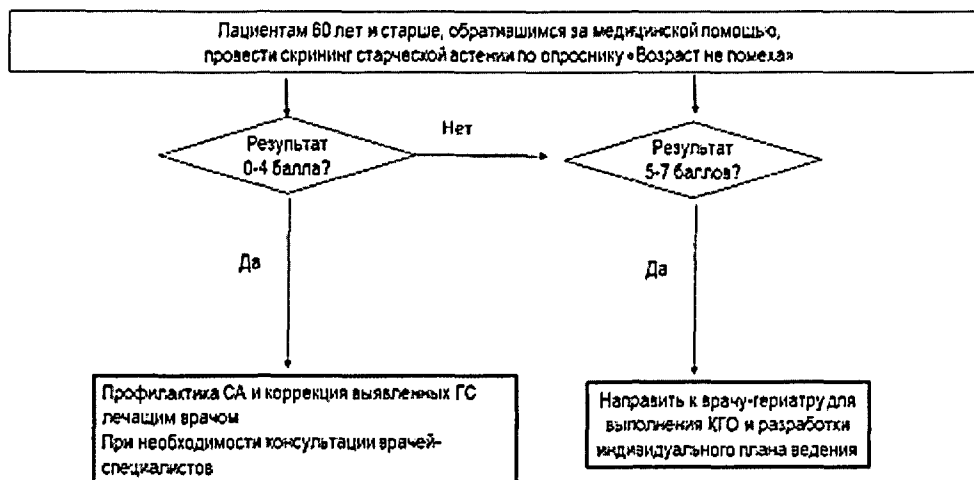 Пациентам 60 лет и старше, обратившимся за медицинской помощью,
провести скрининг старческой астении по опроснику «Возраст не помеха»
Результат
0-4 балла?
Нет
Результат
5-7 баллов?
Да
Да
Профилактика СА и коррекция выявленных ГС
лечащим врачом
При необходимости консультации врачей-
специалистов
Направить к врачу-гериатру для
выполнения КГО и разработки
индивидуального плана ведения